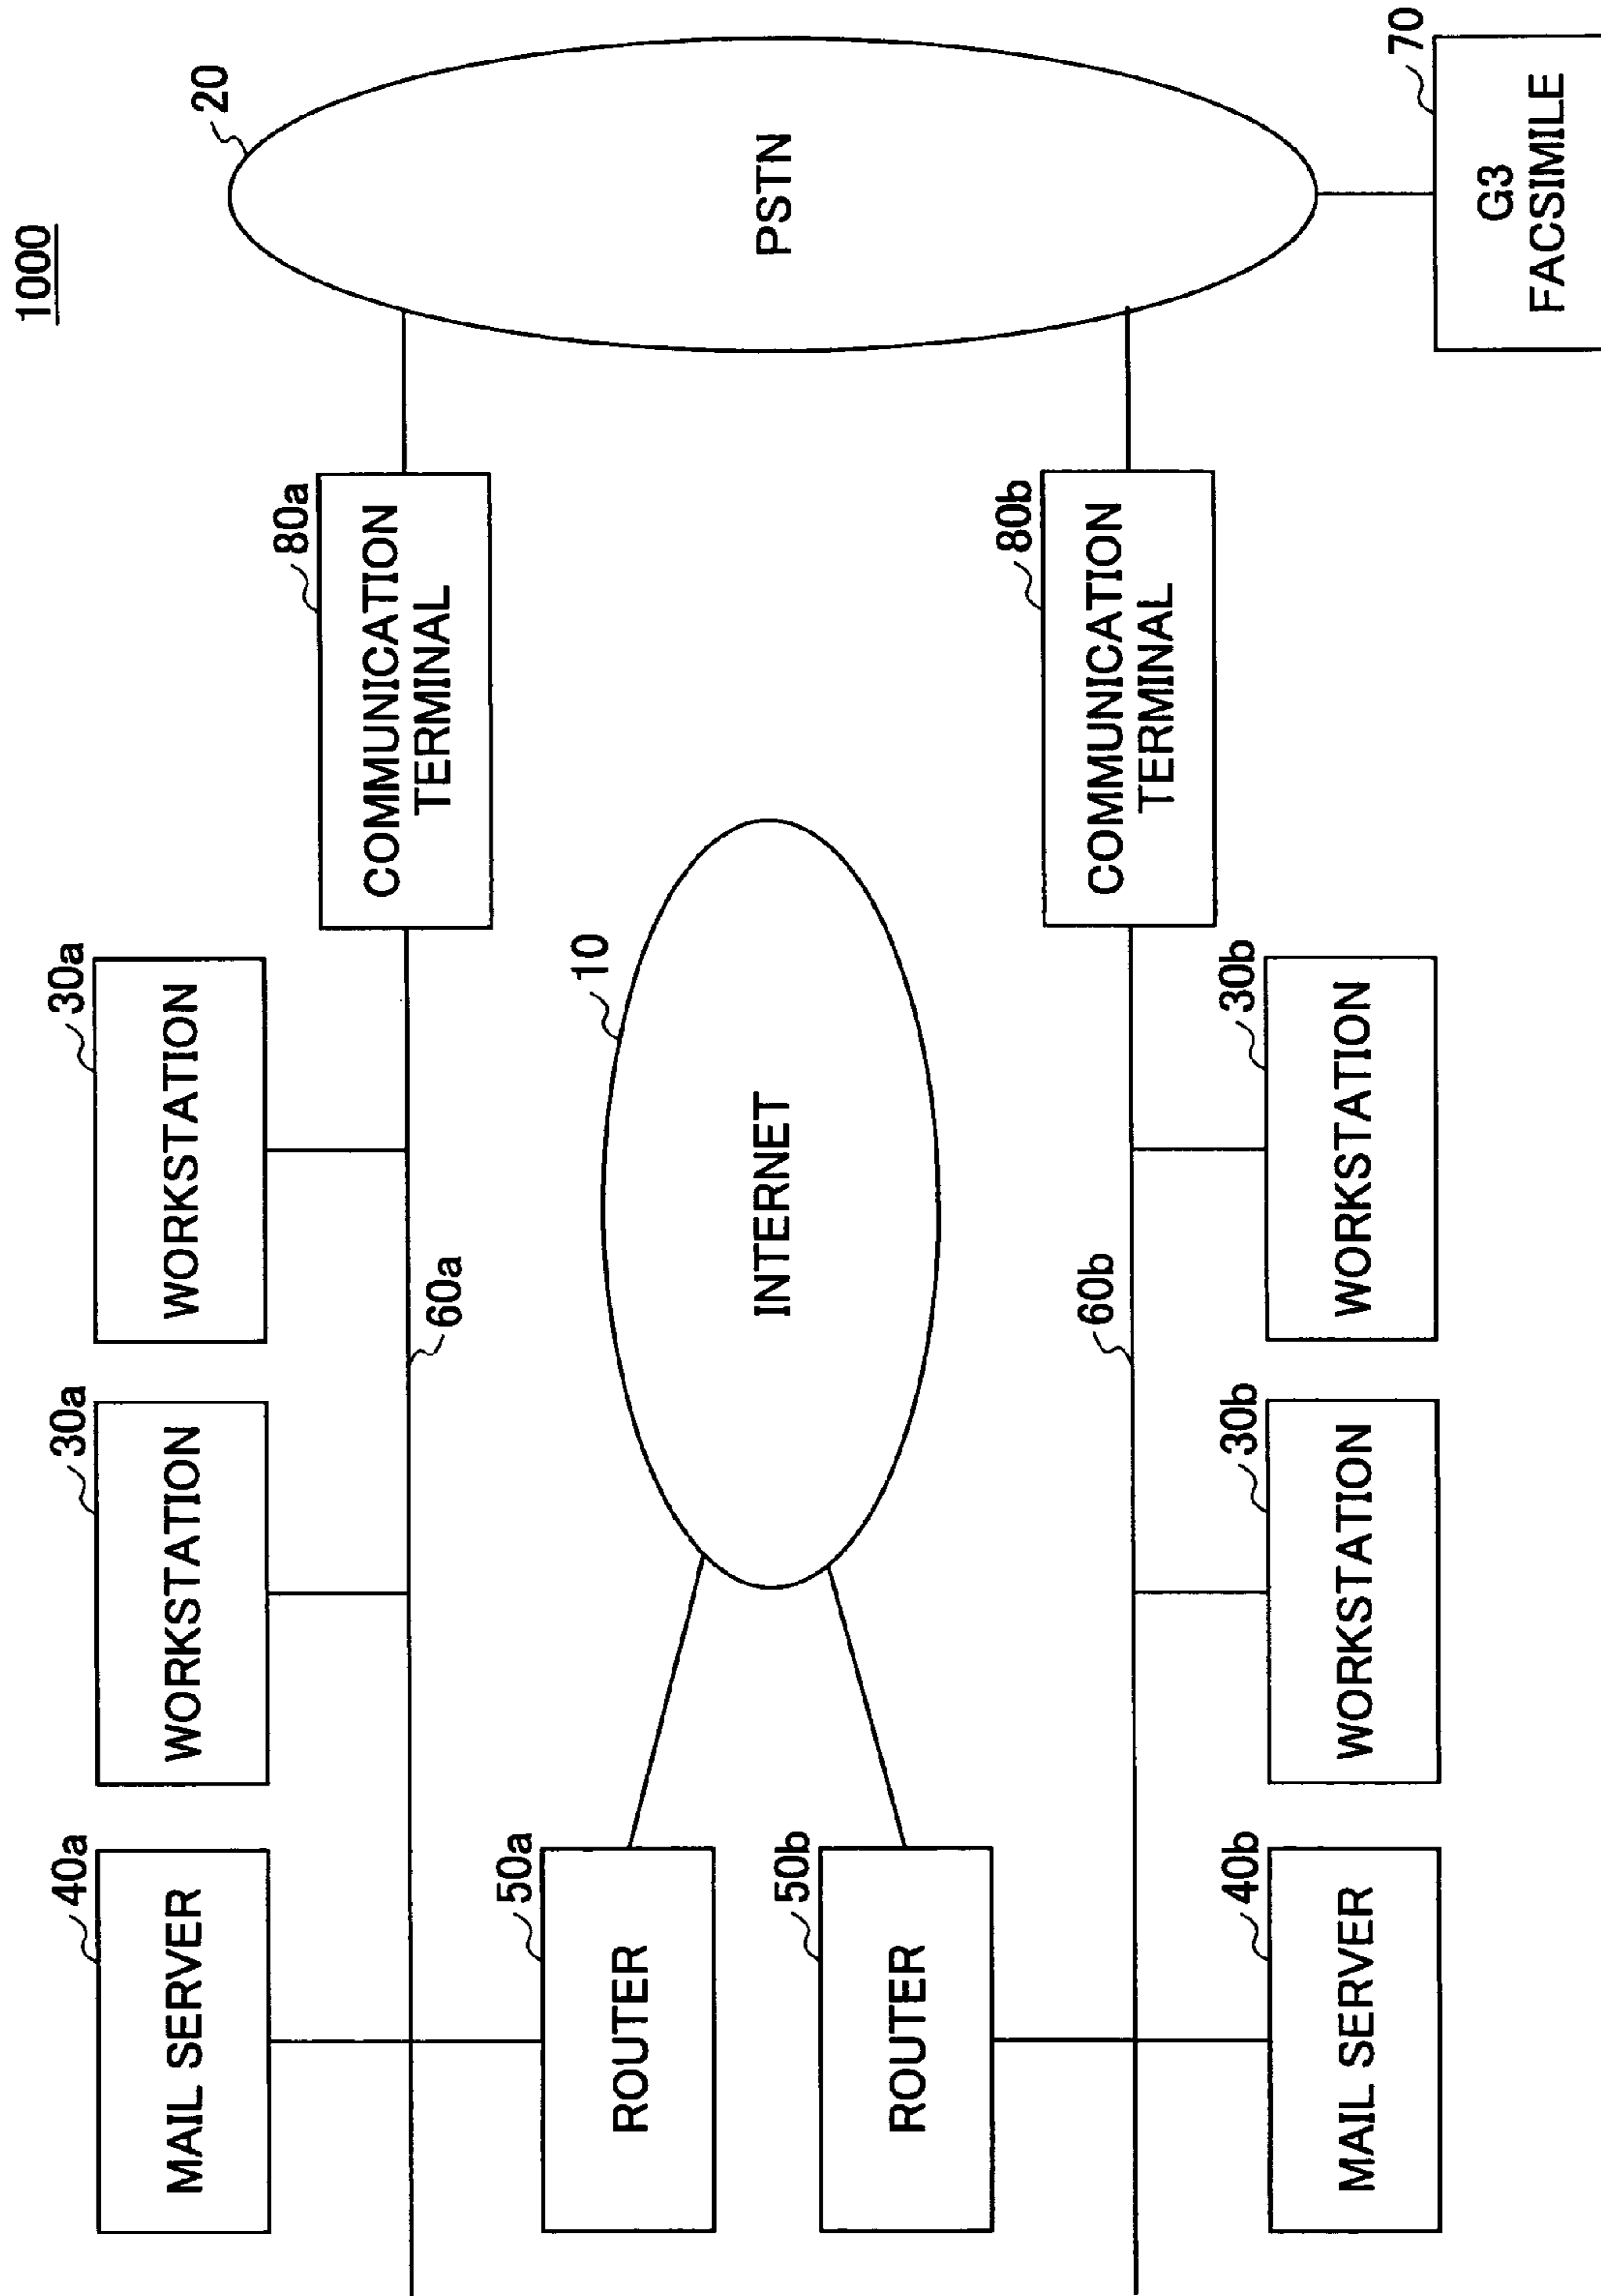 1000
40a
30a
30a
MAIL SERVER
WORKSTATION
WORKSTATION
20
80a
COMMUNICATION
TERMINAL
60a
50a
10
ROUTER
INTERNET
PSTN
50b
ROUTER
80b
60b
COMMUNICATION
TERMINAL
40b
30b
30b
MAIL SERVER
WORKSTATION
WORKSTATION
70
G3
FACSIMILE